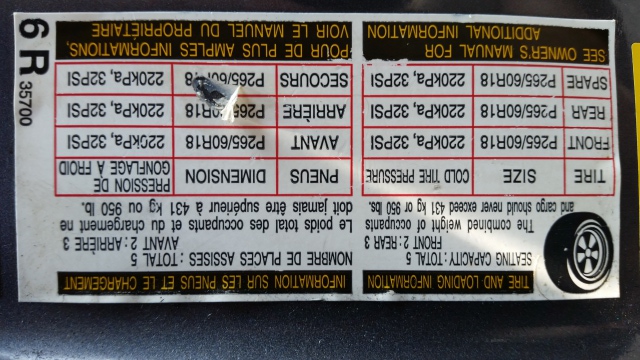 TIRE AND LOADING INFORMATION
SEATING CAPACITY: TOTAL 5
FRONT 2: REAR 3
The combined weight of occupants
and cargo should never exceed 431 kg or 950 lbs.
TIRE SIZE COLD TIRE PRESSURE
FRONT P265/60R18 220kPa, 32PSI
REAR P265/60R18 220kPa, 32PSI
SPARE P265/60R18 220kPa, 32PSI
SEE OWNER'S MANUAL FOR
ADDITIONAL INFORMATION
INFORMATION SUR LES PNEUS ET LE CHARGEMENT
NOMBRE DE PLACES ASSISES: TOTAL 5
AVANT 2: ARRIÈRE 3
Le poids total des occupants et du chargement ne
doit jamais être supérieur à 431 kg ou 950 lb.
PNEUS DIMENSION PRESSION DE
GONFLAGE À FROID
AVANT P265/60R18 220kPa, 32PSI
ARRIÈRE P265/60R18 220kPa, 32PSI
SECOURS P265/60R18 220kPa, 32PSI
POUR DE PLUS AMPLES INFORMATIONS,
VOIR LE MANUEL DU PROPRIÉTAIRE
6 R 35700